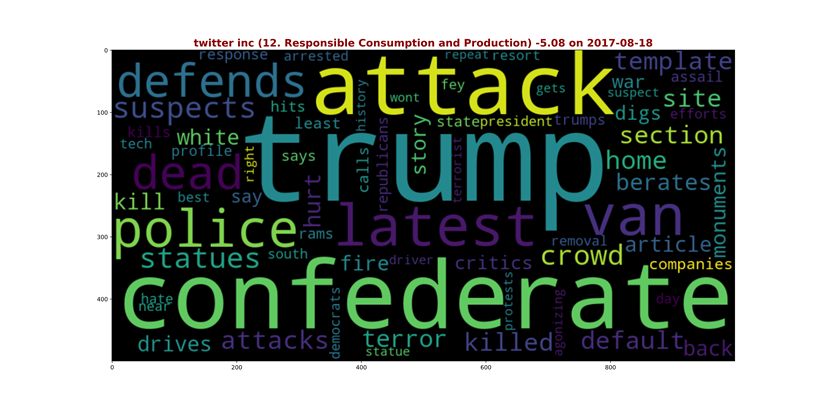 twitter inc (12. Responsible Consumption and Production) -5.08 on 2017-08-18
0
100
200
300
400
0
200
400
600
800
response
arrested
repeat
resort
template
defends
attack
war
assail
suspects
hits
history
wont
fey
gets
suspect
site
least
story
state
president
trumps
digs
efforts
kills
white
tech
profile
right
says
calls
republicans
trump
terrorist
section
home
dead
kill
best
say
hurt
berates
monuments
police
rams
latest
van
removal
article
statues
south
fire
driver
critics
crowd
companies
confederate
hate
near
protests
day
drives
attacks
democrats
terror
statue
killed
agonizing
default
back